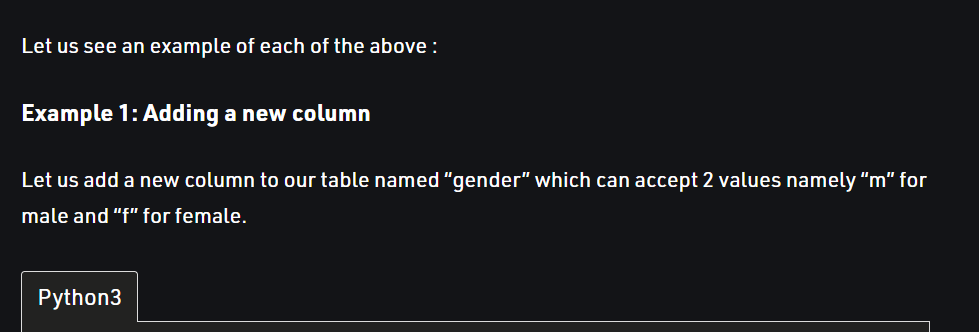 Let us see an example of each of the above :
Example 1: Adding a new column
Let us add a new column to our table named “gender” which can accept 2 values namely “m” for
male and “f” for female.
Python3